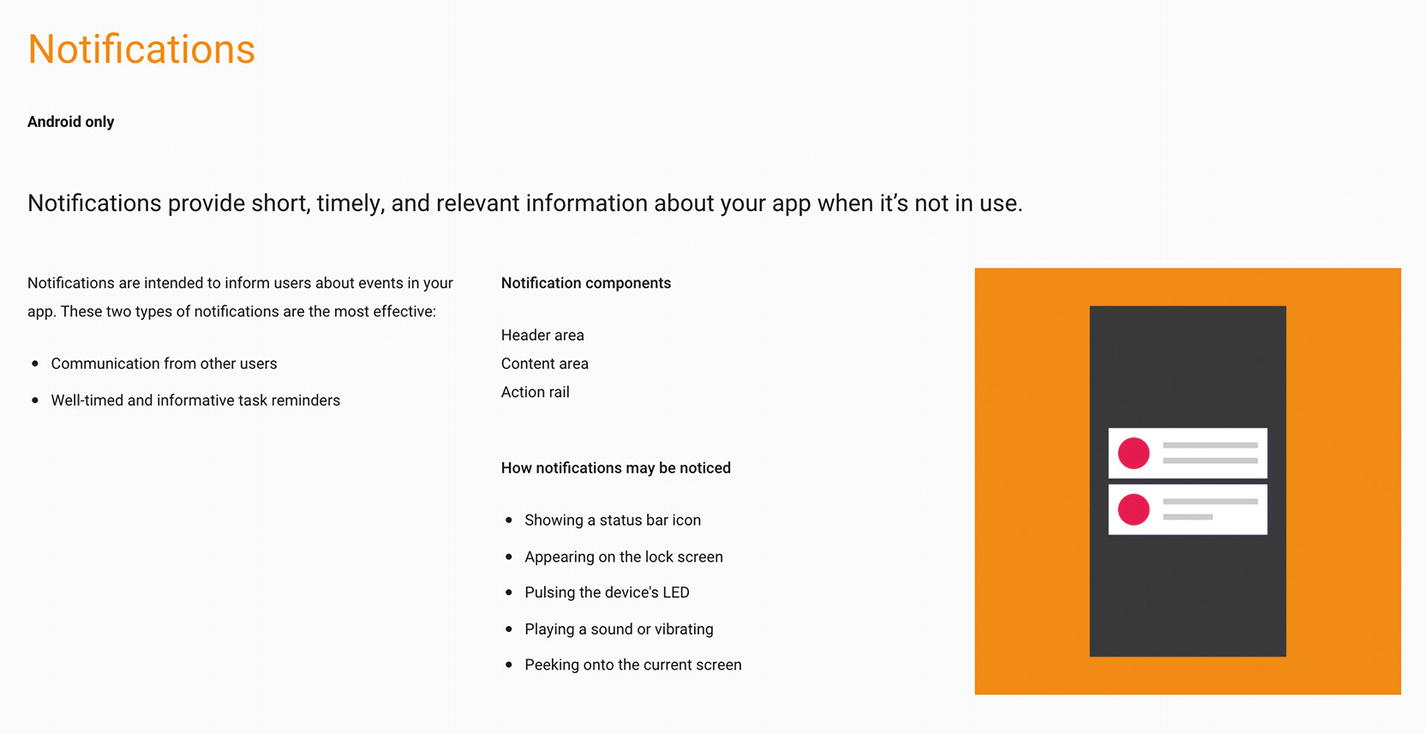 Notifications
Android only
Notifications provide short, timely, and relevant information about your app when it’s not in use.
Notifications are intended to inform users about events in your
app. These two types of notifications are the most effective:
Communication from other users
Well-timed and informative task reminders
Notification components
Header area
Content area
Action rail
How notifications may be noticed
Showing a status bar icon
Appearing on the lock screen
Pulsing the device's LED
Playing a sound or vibrating
Peeking onto the current screen